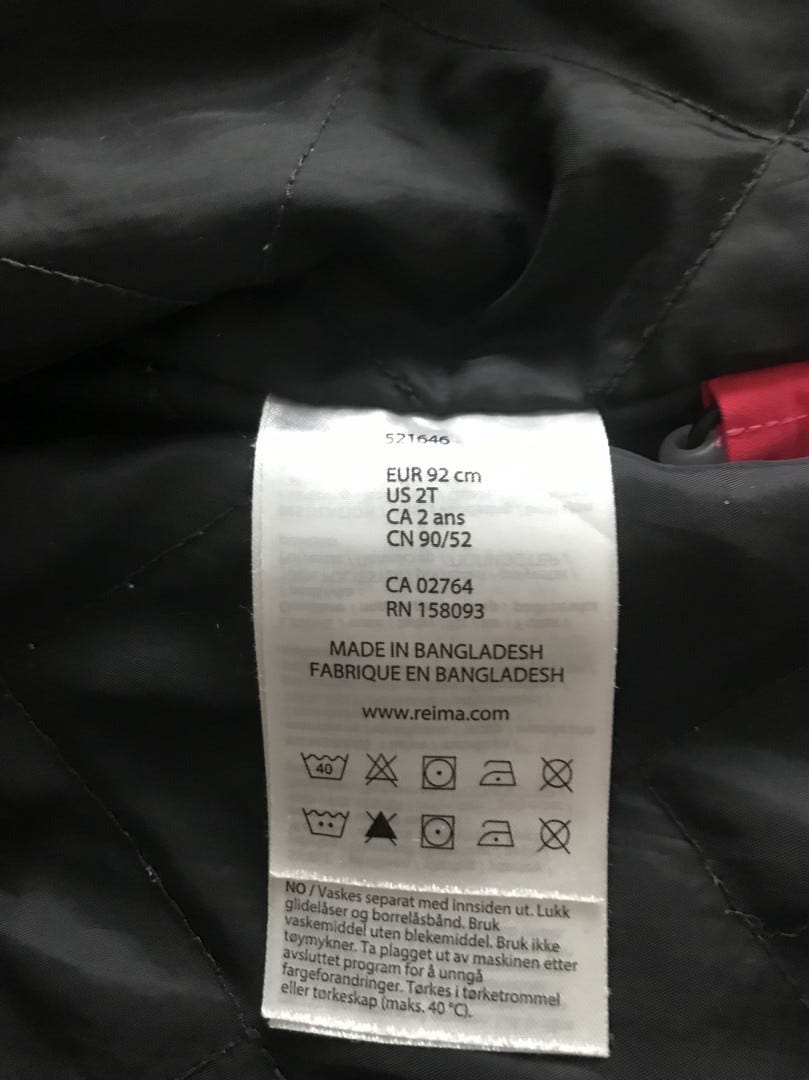 521646
EUR 92 cm
US 2T
CA 2 ans
CN 90/52
CA 02764
RN 158093
MADE IN BANGLADESH
FABRIQUE EN BANGLADESH
www.reima.com
40
NO / Vaskes separat med innsiden ut. Lukk
glidelåser og borrelåsbånd. Bruk
vaskemiddel uten blekemiddel. Bruk ikke
tøymykner. Ta plagget ut av maskinen etter
avsluttet program for å unngå
fargeforandringer. Tørkes i tørketrommel
eller tørkeskap (maks. 40 °C).